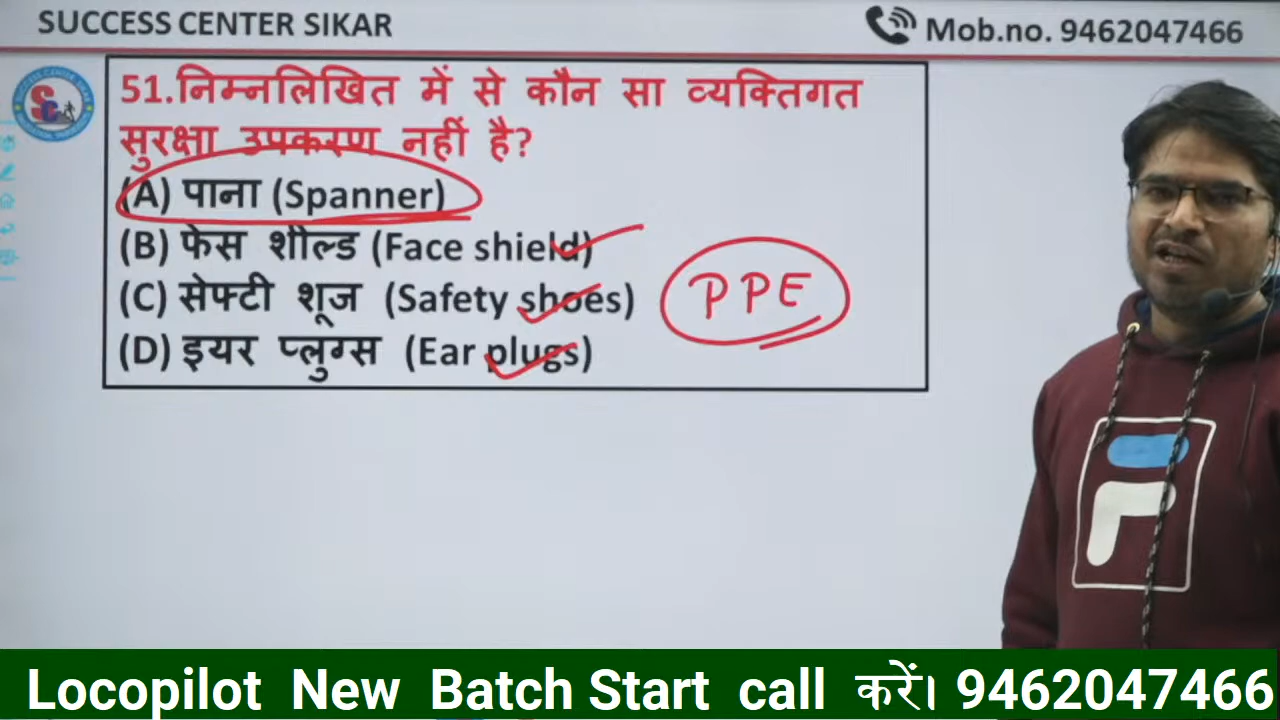 SUCCESS CENTER SIKAR
Mob.no. 9462047466
51.निम्नलिखित में से कौन सा व्यक्तिगत
सुरक्षा उपकरण नहीं है?
(A) पाना (Spanner)
(B) फेस शील्ड (Face shield)
(C) सेफ्टी शूज (Safety shoes)
(D) इयर प्लुग्स (Ear plugs)
PPE
Locopilot New Batch Start call करें। 9462047466